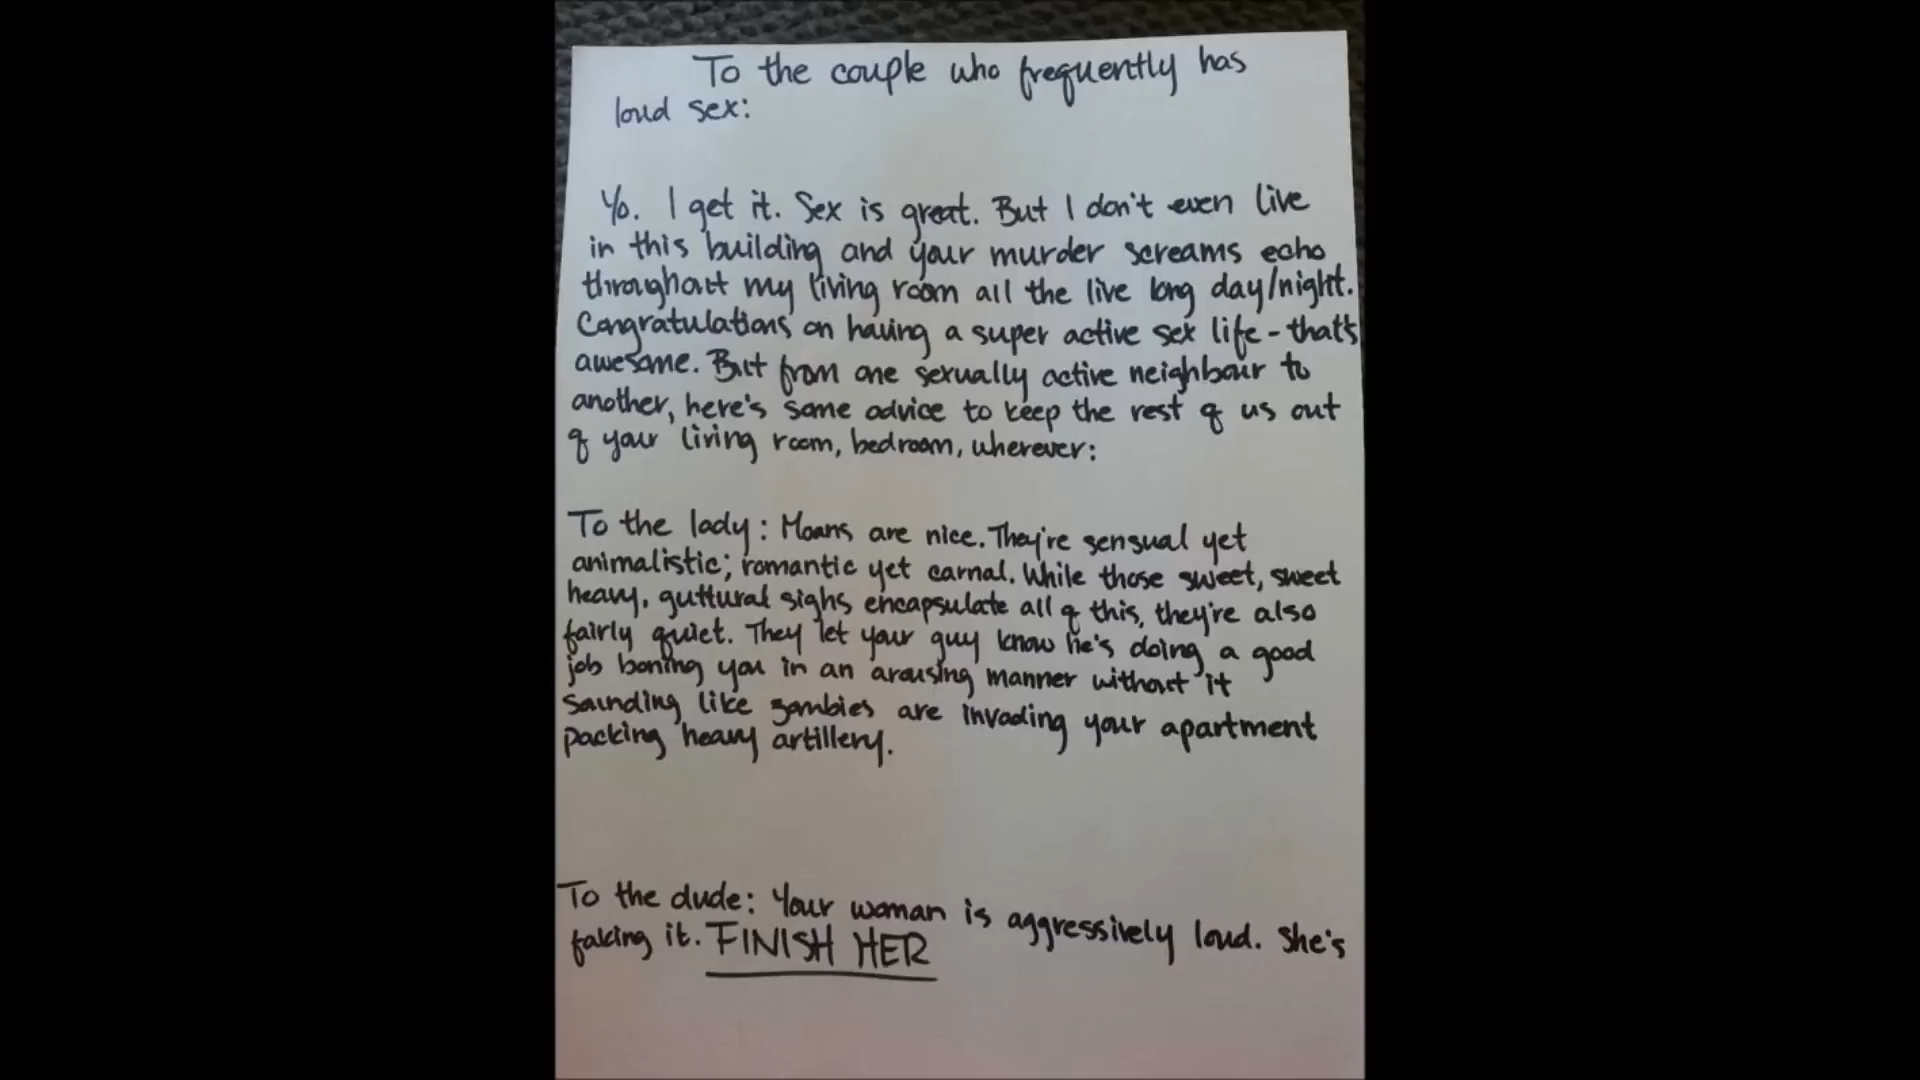 To the couple who frequently has
loud sex:
Yo. I get it. Sex is great. But I don't even live
in this building and your murder screams echo
throughout my living room all the live long day/night.
Congratulations on having a super active sex life - that's
awesome. But from one sexually active neighbour to
another, here's some advice to keep the rest of us out
of your living room, bedroom, wherever:
To the lady: Moans are nice. They're sensual yet
animalistic; romantic yet carnal. While those sweet, sweet
heavy, guttural sighs encapsulate all of this, they're also
fairly quiet. They let your guy know he's doing a good
job boning you in an arousing manner without it
sounding like zombies are invading your apartment
packing heavy artillery.
To the dude: Your woman is aggressively loud. She's
faking it. FINISH HER